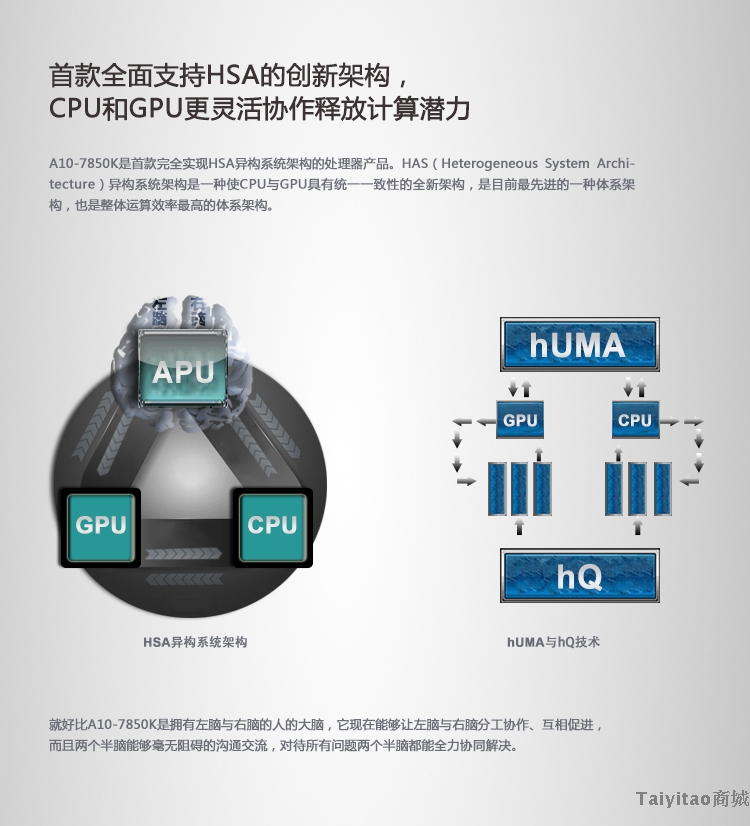 首款全面支持HSA的创新架构，
CPU和GPU更灵活协作释放计算潜力
A10-7850K是首款完全实现HSA异构系统架构的处理器产品。HAS（Heterogeneous System Archi-
tecture）异构系统架构是一种使CPU与GPU具有统一一致性的全新架构，是目前最先进的一种体系架
构，也是整体运算效率最高的体系架构。
左脑
右脑
APU
GPU
CPU
HSA异构系统架构
hUMA
GPU
CPU
hQ
hUMA与hQ技术
就好比A10-7850K是拥有左脑与右脑的人的大脑，它现在能够让左脑与右脑分工协作、互相促进，
而且两个半脑能够毫无阻碍的沟通交流，对待所有问题两个半脑都能全力协同解决。
Taiyitao商城